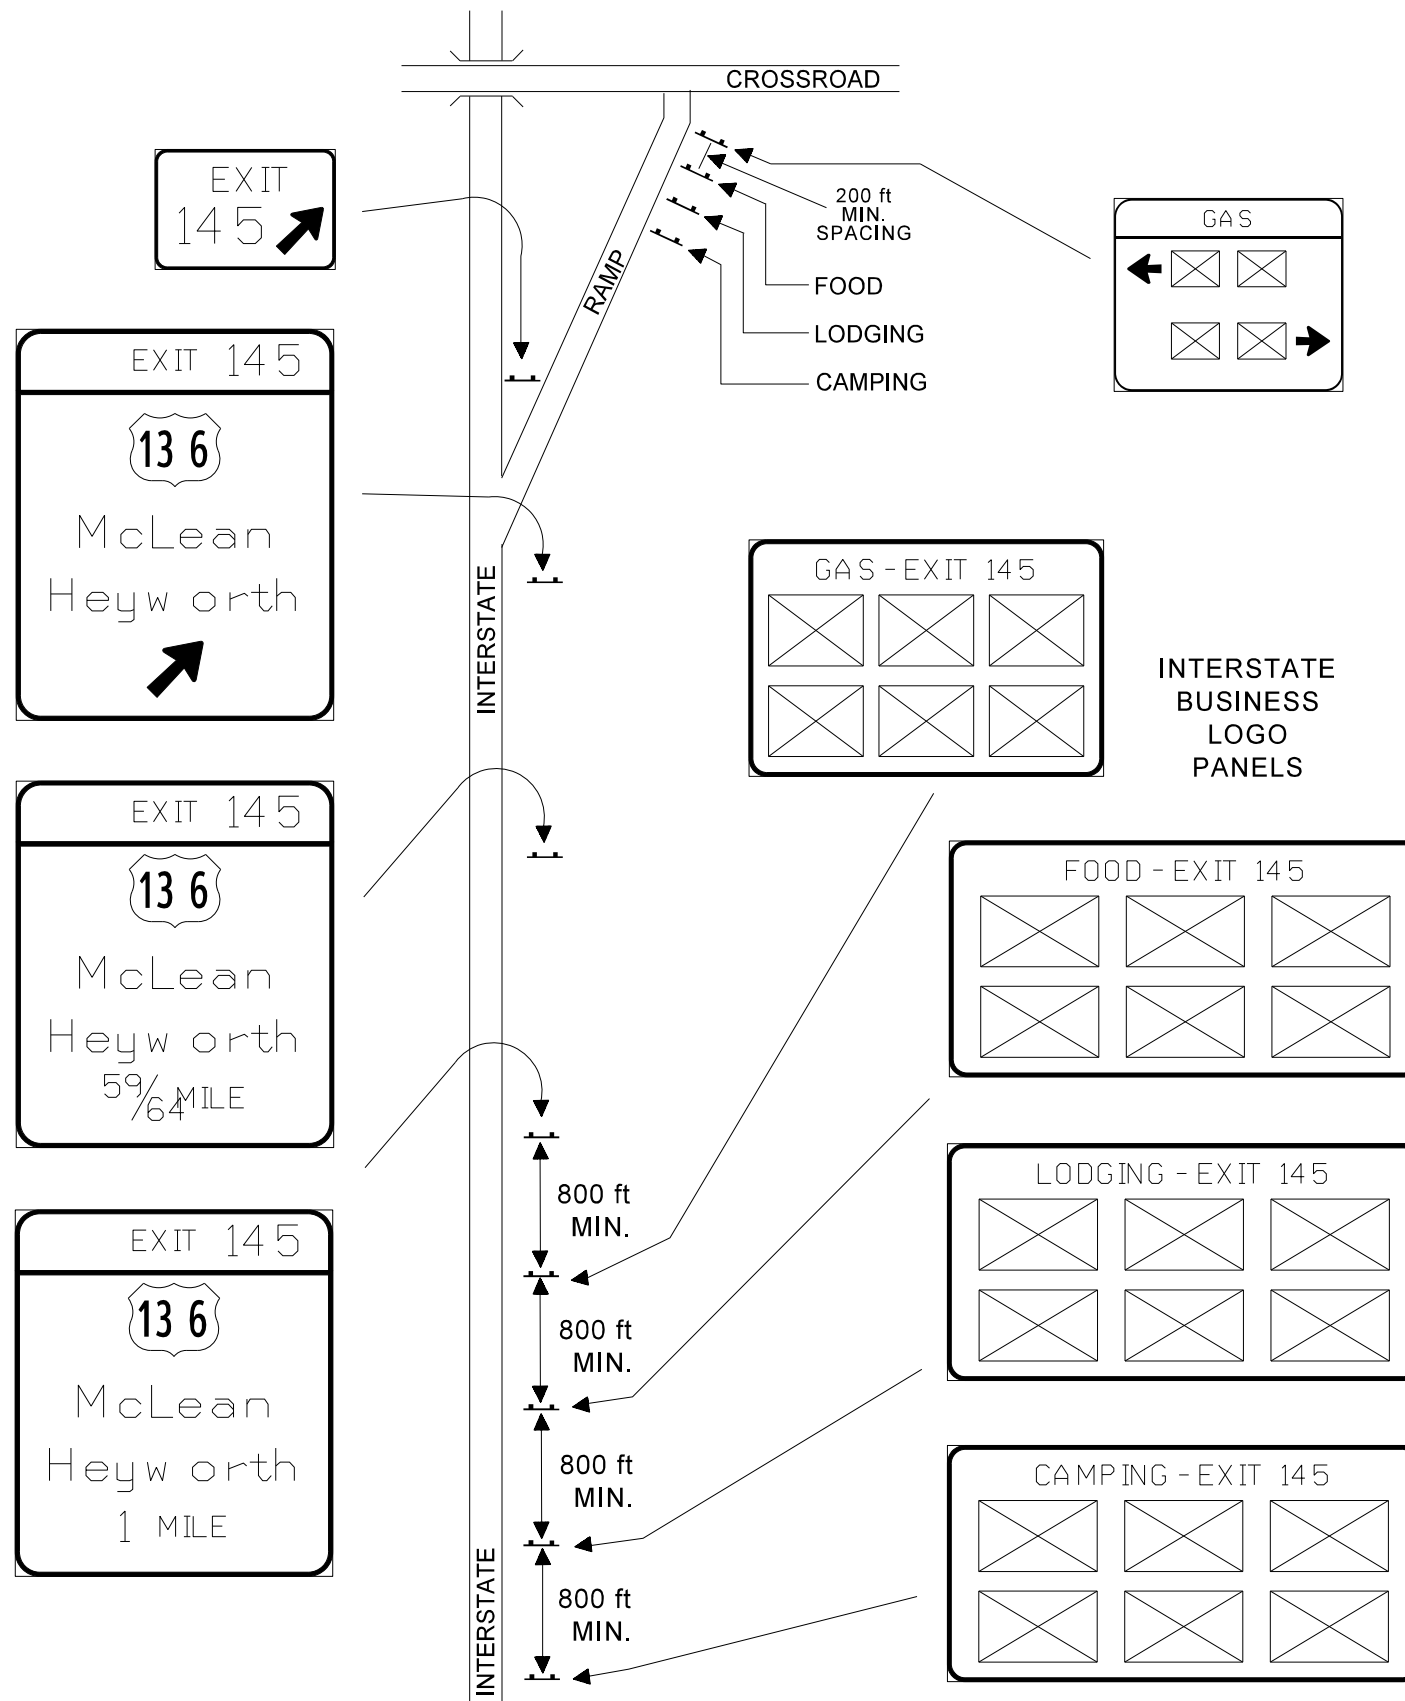 CROSSROAD
EXIT
145
200 ft
MIN.
SPACING
GAS
RAMP
FOOD
LODGING
CAMPING
EXIT 145
13 6
McLean
Heyw orth
INTERSTATE
GAS - EXIT 145
INTERSTATE
BUSINESS
LOGO
PANELS
EXIT 145
13 6
McLean
Heyw orth
59/64 MILE
FOOD - EXIT 145
800 ft
MIN.
LODGING - EXIT 145
EXIT 145
13 6
McLean
Heyw orth
1 MILE
800 ft
MIN.
800 ft
MIN.
CAMPING - EXIT 145
INTERSTATE
800 ft
MIN.